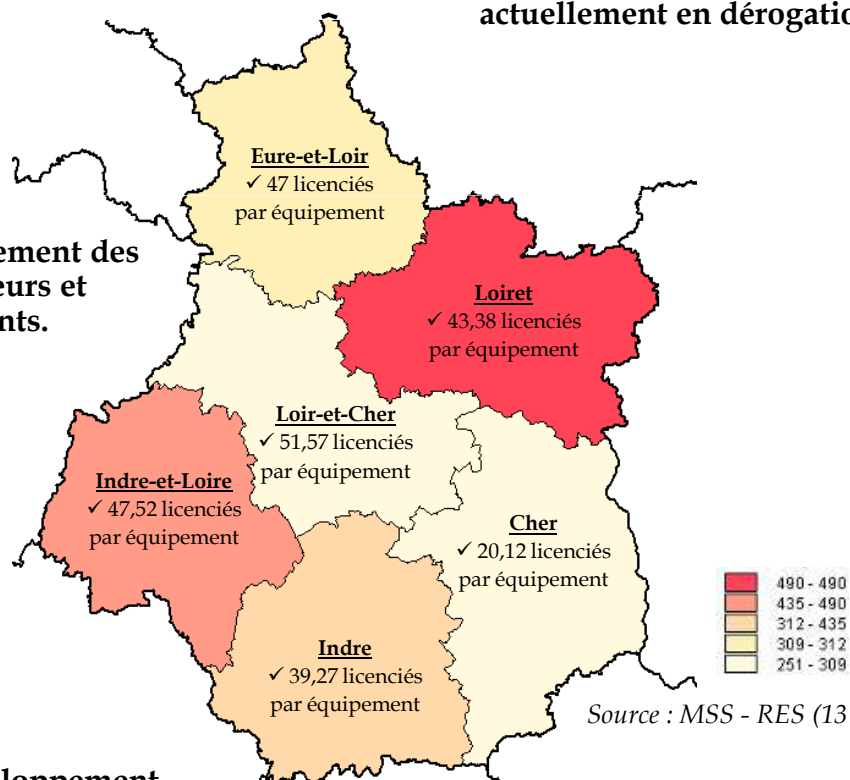 actuellement en dérogatio
Eure-et-Loir
✓ 47 licenciés
par équipement
ement des
eurs et
nts.
Loiret
✓ 43,38 licenciés
par équipement
Loir-et-Cher
✓ 51,57 licenciés
par équipement
Indre-et-Loire
✓ 47,52 licenciés
par équipement
Cher
✓ 20,12 licenciés
par équipement
490 - 490
435 - 490
312 - 435
309 - 312
251 - 309
Indre
✓ 39,27 licenciés
par équipement
Source : MSS - RES (13
loppement